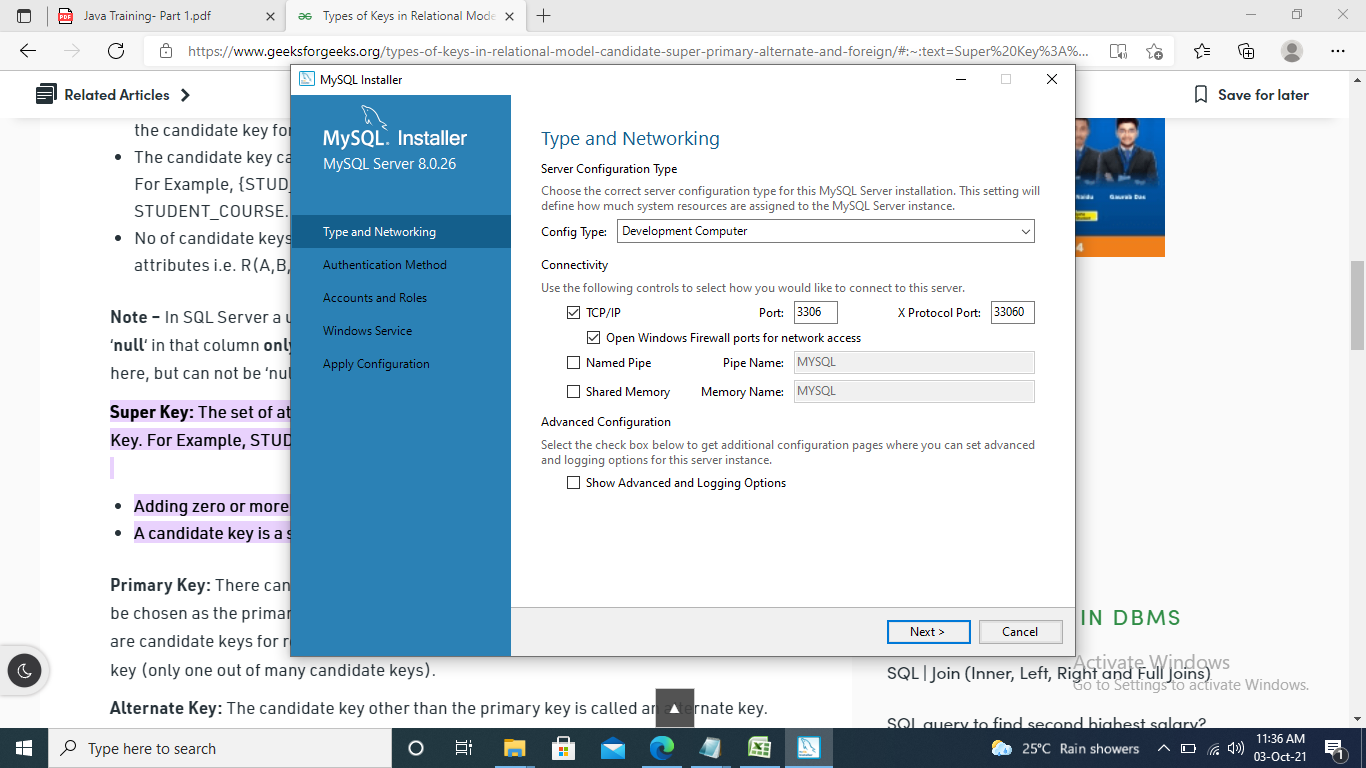 Java Training- Part 1.pdf
Types of Keys in Relational Mode
https://www.geeksforgeeks.org/types-of-keys-in-relational-model-candidate-super-primary-alternate-and-foreign/#:~:text=Super%20Key%3A%...
Related Articles
Save for later
the candidate key for
The candidate key ca
For Example, {STUD_
STUDENT_COURSE.
No of candidate keys
attributes i.e. R(A,B,
Note – In SQL Server a u
'null' in that column only
here, but can not be 'nul
Super Key: The set of at
Key. For Example, STUD
Adding zero or more
A candidate key is a s
Primary Key: There can
be chosen as the primar
are candidate keys for re
key (only one out of many candidate keys).
Alternate Key: The candidate key other than the primary key is called an alternate key.
MySQL Installer
MySQL. Installer
MySQL Server 8.0.26
Type and Networking
Authentication Method
Accounts and Roles
Windows Service
Apply Configuration
Type and Networking
Server Configuration Type
Choose the correct server configuration type for this MySQL Server installation. This setting will
define how much system resources are assigned to the MySQL Server instance.
Config Type: Development Computer
Connectivity
Use the following controls to select how you would like to connect to this server.
TCP/IP Port: 3306 X Protocol Port: 33060
Open Windows Firewall ports for network access
Named Pipe Pipe Name: MYSQL
Shared Memory Memory Name: MYSQL
Advanced Configuration
Select the check box below to get additional configuration pages where you can set advanced
and logging options for this server instance.
Show Advanced and Logging Options
Next > Cancel
Gaurab Das
4
IN DBMS
SQL | Join (Inner, Left, Right and Full Joins)
SQL query to find second highest salary?
Activate Windows
Go to Settings to activate Windows.
Type here to search
25°C Rain showers
11:36 AM
03-Oct-21
1